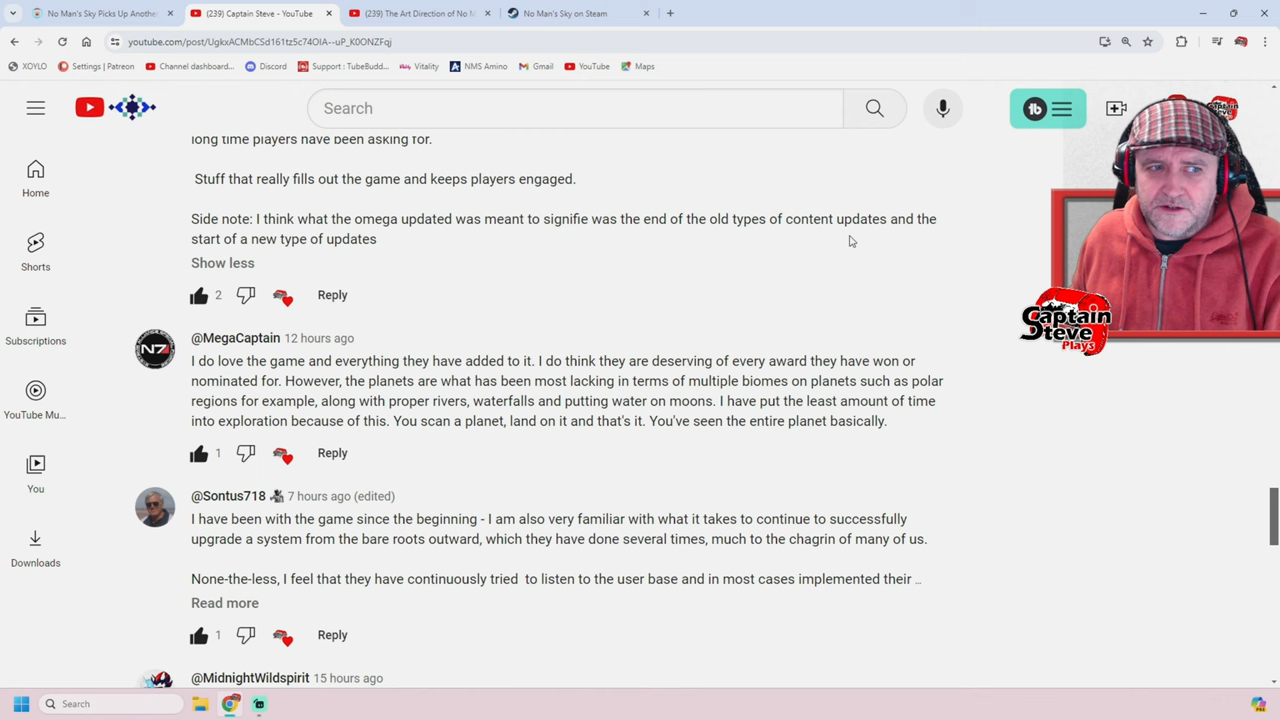 No Man's Sky Picks Up Anothe
(239) Captain Steve - YouTube
(239) The Art Direction of No M
No Man's Sky on Steam
youtube.com/post/UgkxACMbCSd161tz5c74OIA--uP_K0ONZFqj
XOYLO
Settings | Patreon
Channel dashboard...
Discord
Support : TubeBudd...
Vitality
NMS Amino
Gmail
YouTube
Maps
Search
long time players have been asking for.
Stuff that really fills out the game and keeps players engaged.
Side note: I think what the omega updated was meant to signifie was the end of the old types of content updates and the
start of a new type of updates
Show less
2
Reply
@MegaCaptain 12 hours ago
I do love the game and everything they have added to it. I do think they are deserving of every award they have won or
nominated for. However, the planets are what has been most lacking in terms of multiple biomes on planets such as polar
regions for example, along with proper rivers, waterfalls and putting water on moons. I have put the least amount of time
into exploration because of this. You scan a planet, land on it and that's it. You've seen the entire planet basically.
1
Reply
@Sontus718 7 hours ago (edited)
I have been with the game since the beginning - I am also very familiar with what it takes to continue to successfully
upgrade a system from the bare roots outward, which they have done several times, much to the chagrin of many of us.
None-the-less, I feel that they have continuously tried to listen to the user base and in most cases implemented their ...
Read more
1
Reply
@MidnightWildspirit 15 hours ago
Home
Shorts
Subscriptions
YouTube Mu...
You
Downloads
N7
tb
Captain
Steve
Plays
Search